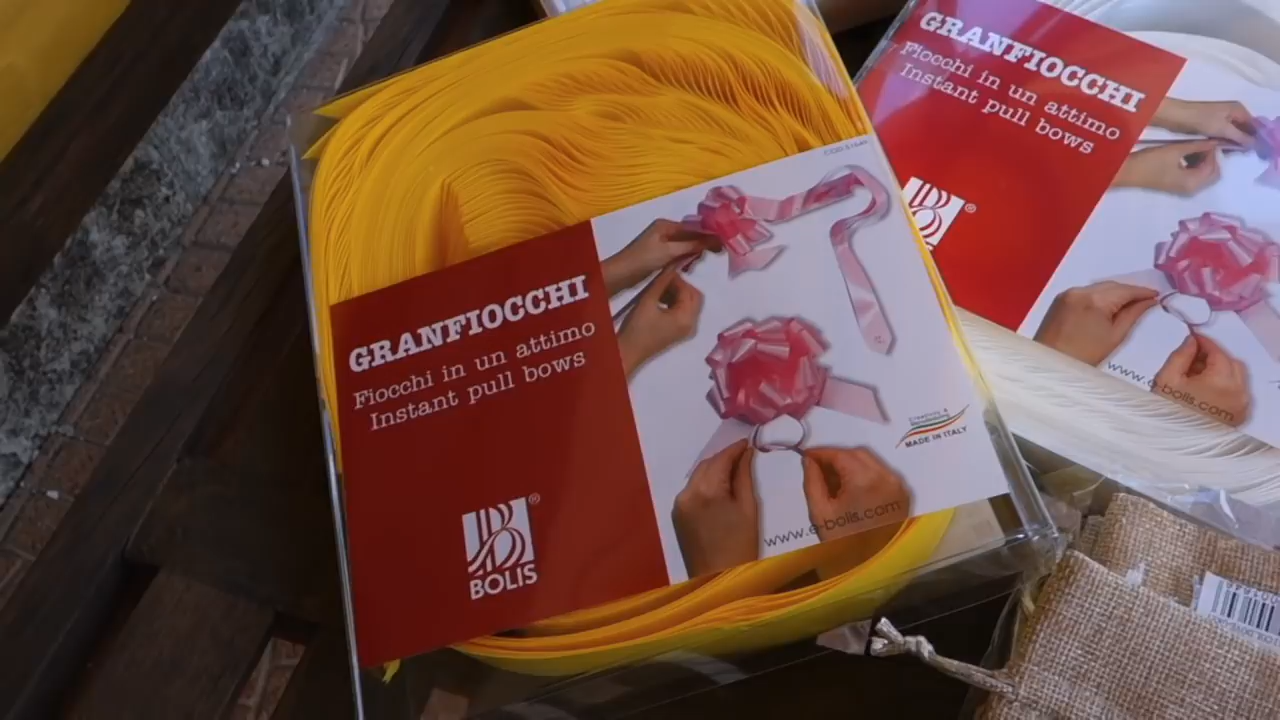 GRANFIOCCHI
Fiocchi in un attimo
Instant pull bows
BOLIS
®
www.e-bolis.com
MADE IN ITALY
GRANFIOCCHI
Fiocchi in un attimo
Instant pull bows
®
www.e-bolis.com